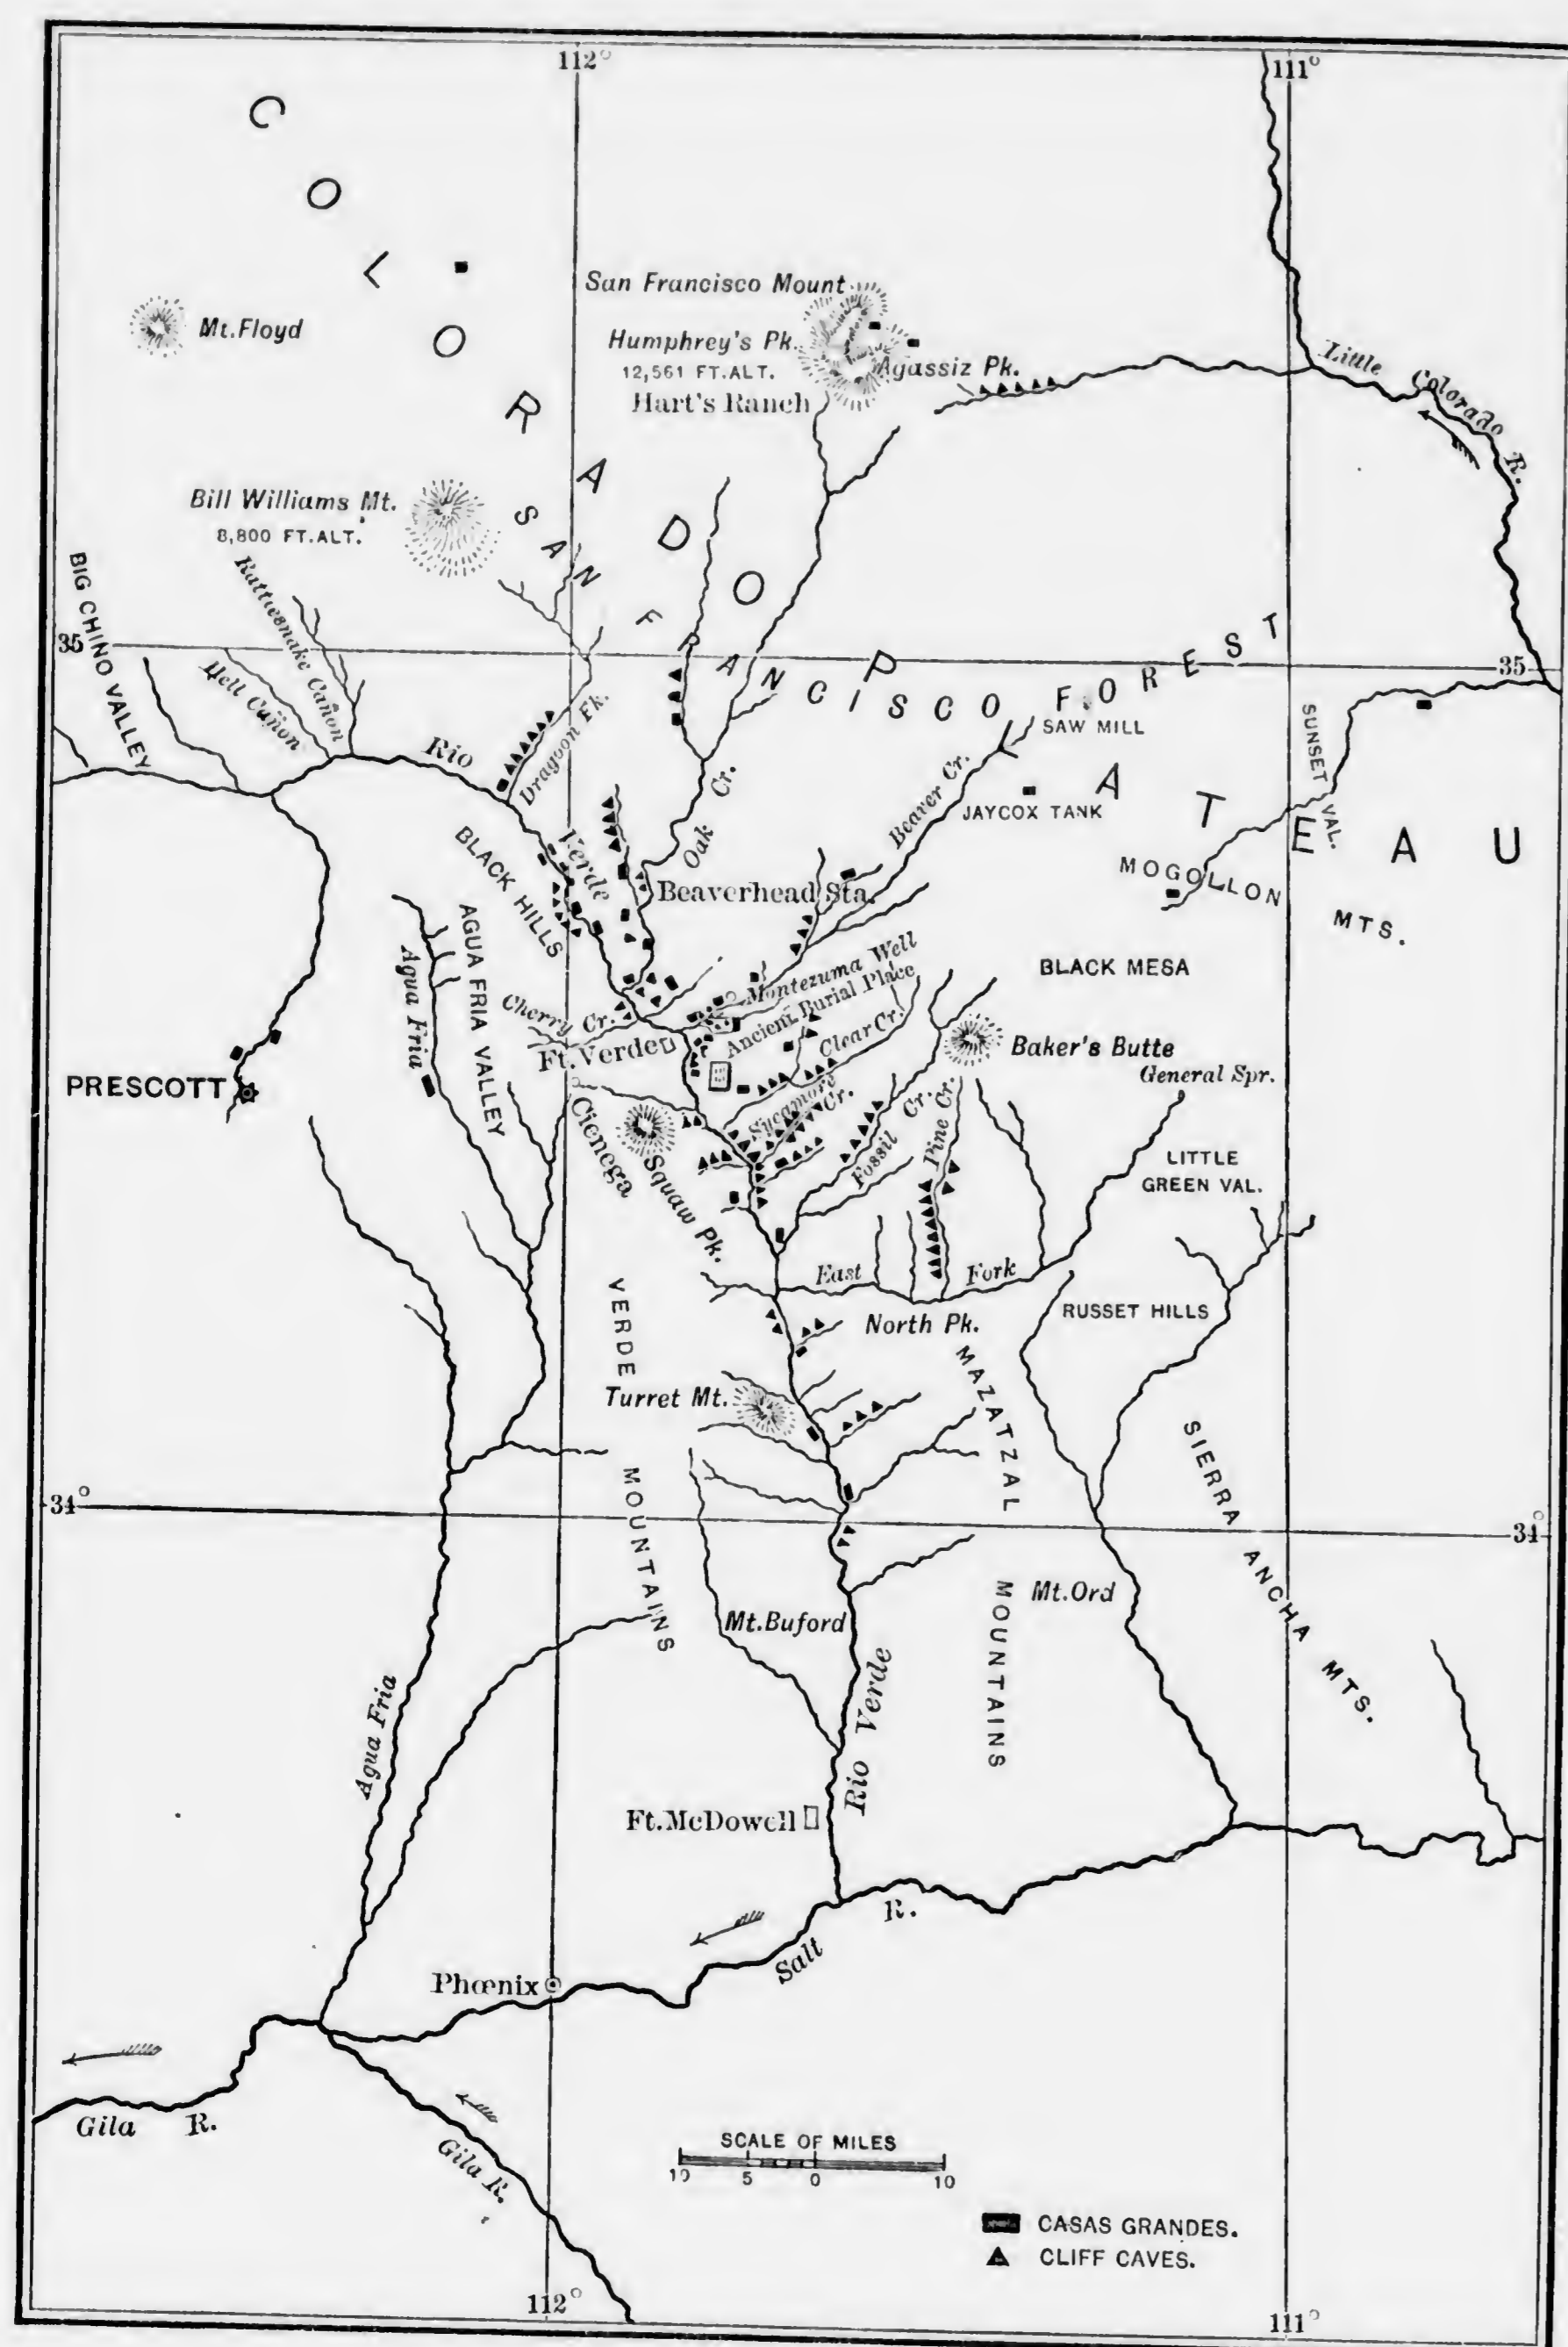 112°
111°
COLORADO PLATEAU
San Francisco Mount
Mt. Floyd
Humphrey's Pk.
12,561 FT. ALT.
Agassiz Pk.
Hart's Ranch
Little Colorado R.
Bill Williams Mt.
8,800 FT. ALT.
SAN FRANCISCO FOREST
BIG CHINO VALLEY
Rattlesnake Cañon
Hell Cañon
35
35
Dragoon Fk.
Rio Verde
SAW MILL
SUNSET VAL.
Beaver Cr.
JAYCOX TANK
Oak Cr.
BLACK HILLS
Beaverhead Sta.
MOGOLLON MTS.
AGUA FRIA VALLEY
Agua Fria
BLACK MESA
Montezuma Well
Ancient Burial Place
Cherry Cr.
Clear Cr.
Ft. Verde
Baker's Butte
General Spr.
PRESCOTT
Cienega
Sycamore Cr.
Squaw Pk.
Fossil Cr.
Pine Cr.
LITTLE
GREEN VAL.
East Fork
North Pk.
RUSSET HILLS
VERDE MOUNTAINS
Turret Mt.
MAZATZAL MOUNTAINS
SIERRA ANCHA MTS.
34°
34°
Mt. Ord
Mt. Buford
Agua Fria
Rio Verde
Ft. McDowell
Salt R.
Phœnix
Gila R.
Gila R.
SCALE OF MILES
10 5 0 10
CASAS GRANDES.
CLIFF CAVES.
112°
111°